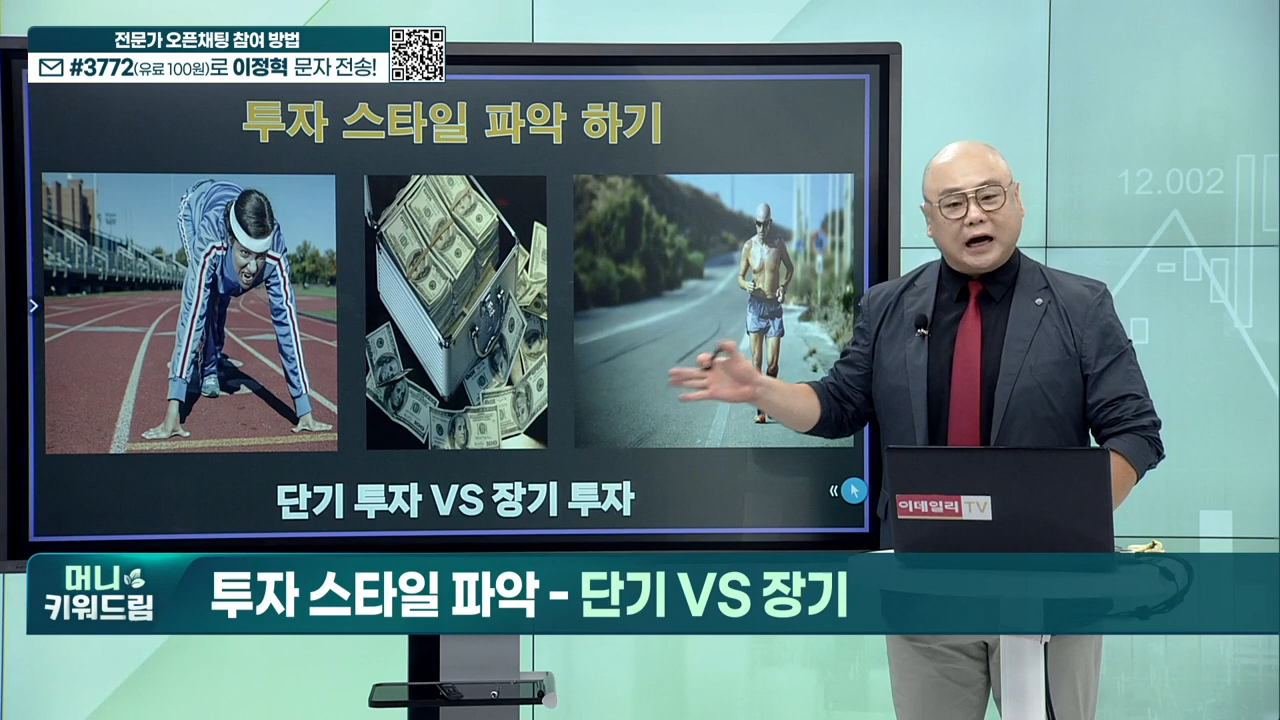 전문가 오픈채팅 참여 방법
#3772(유료 100원)로 이정혁 문자 전송!
투자 스타일 파악 하기
12.002
단기 투자 VS 장기 투자
이데일리 TV
머니
키워드림
투자 스타일 파악 - 단기 VS 장기